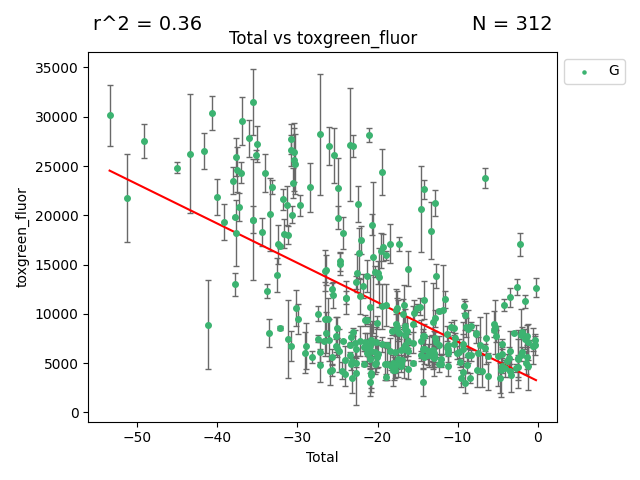 r^2 = 0.36 N = 312
Total vs toxgreen_fluor
G
35000
30000
25000
20000
15000
10000
5000
0
toxgreen_fluor
−50 −40 −30 −20 −10 0
Total